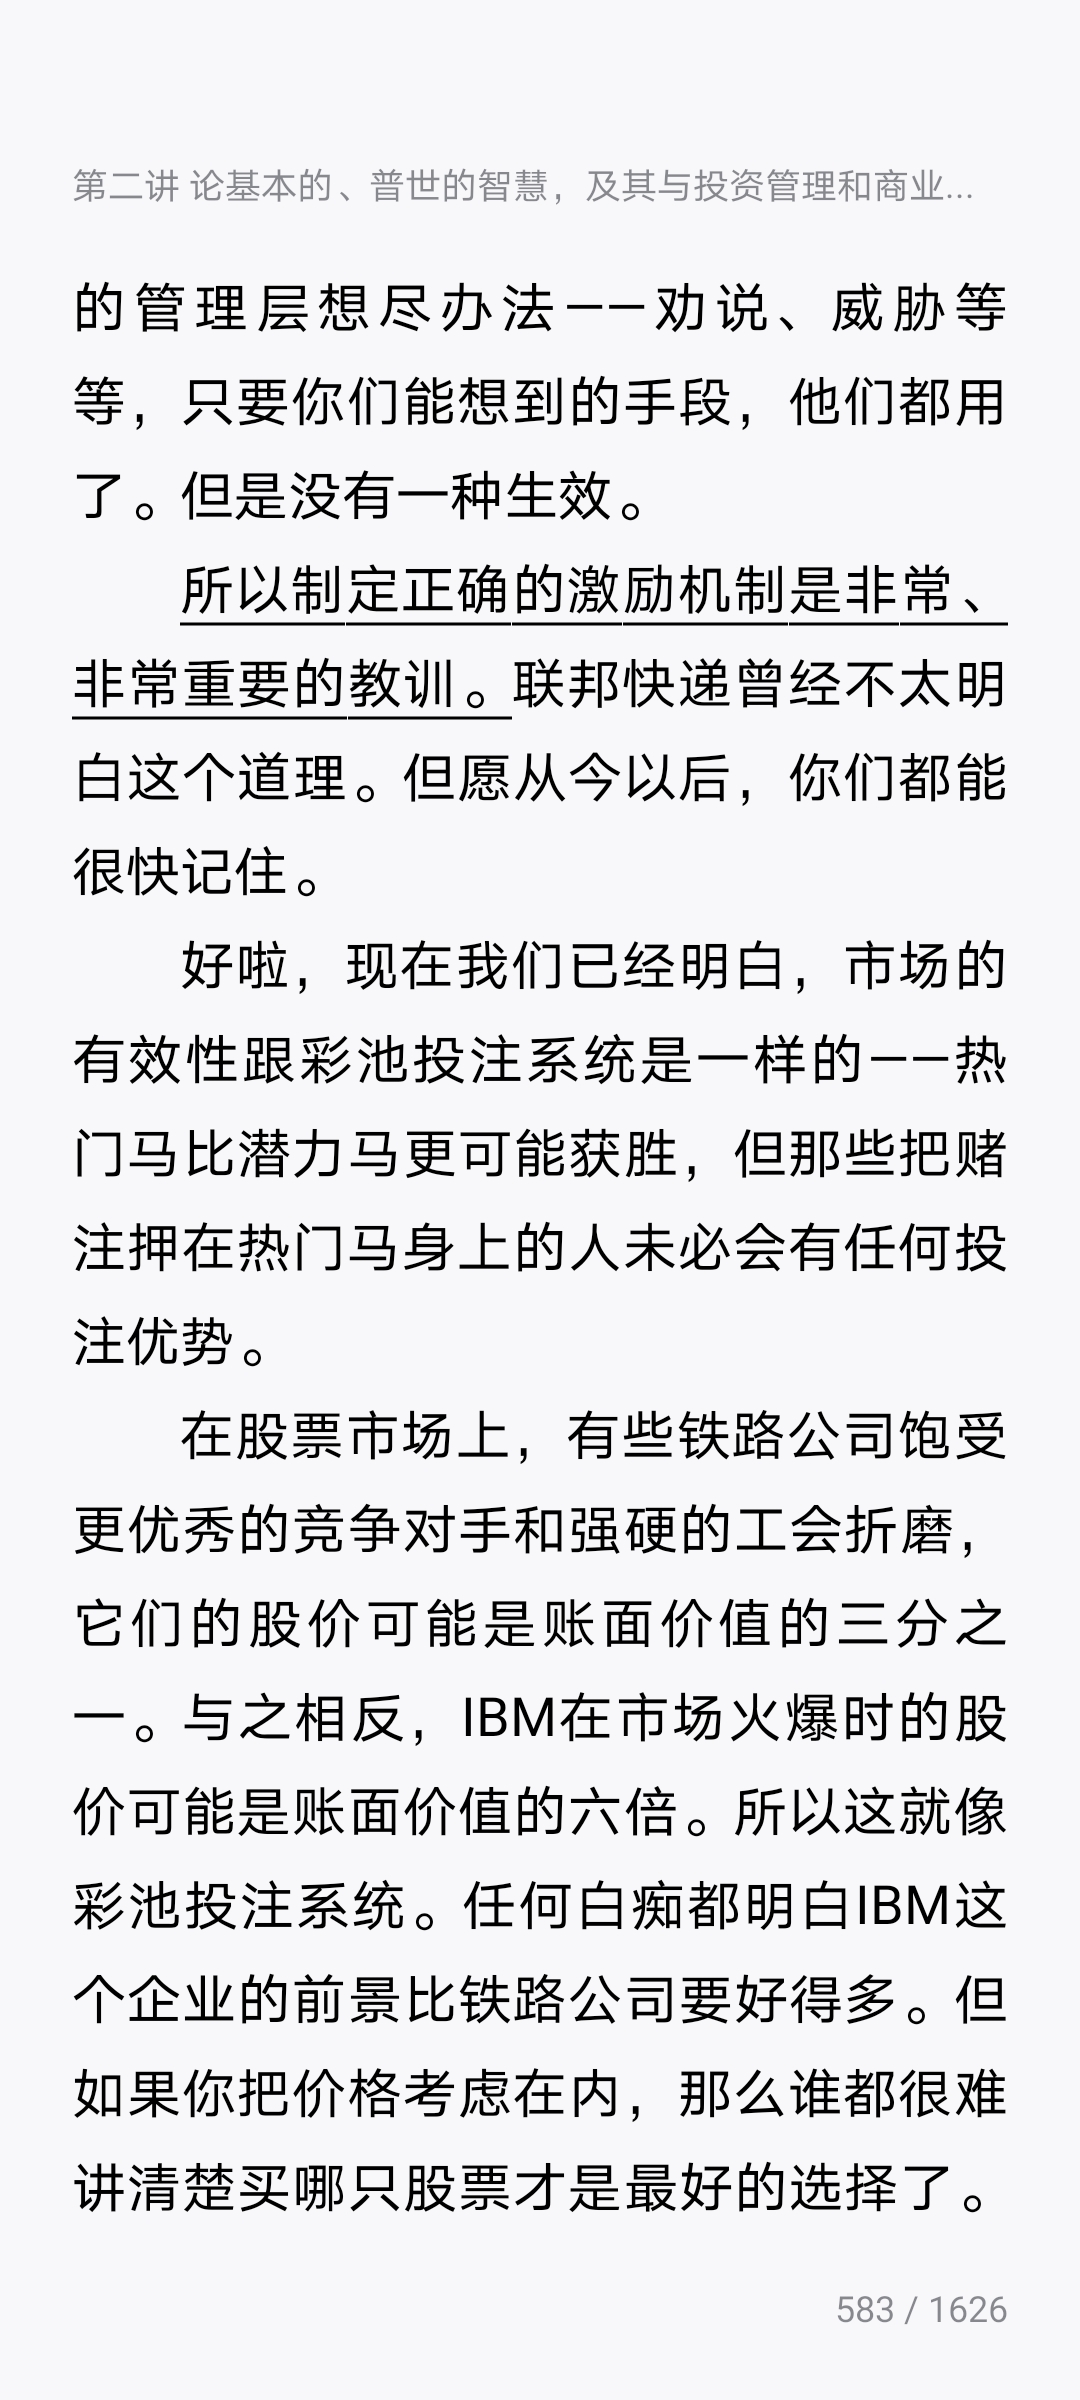 第二讲 论基本的、普世的智慧，及其与投资管理和商业...
的管理层想尽办法——劝说、威胁等
等，只要你们能想到的手段，他们都用
了。但是没有一种生效。
所以制定正确的激励机制是非常、
非常重要的教训。联邦快递曾经不太明
白这个道理。但愿从今以后，你们都能
很快记住。
好啦，现在我们已经明白，市场的
有效性跟彩池投注系统是一样的——热
门马比潜力马更可能获胜，但那些把赌
注押在热门马身上的人未必会有任何投
注优势。
在股票市场上，有些铁路公司饱受
更优秀的竞争对手和强硬的工会折磨，
它们的股价可能是账面价值的三分之
一。与之相反，IBM在市场火爆时的股
价可能是账面价值的六倍。所以这就像
彩池投注系统。任何白痴都明白IBM这
个企业的前景比铁路公司要好得多。但
如果你把价格考虑在内，那么谁都很难
讲清楚买哪只股票才是最好的选择了。
583 / 1626